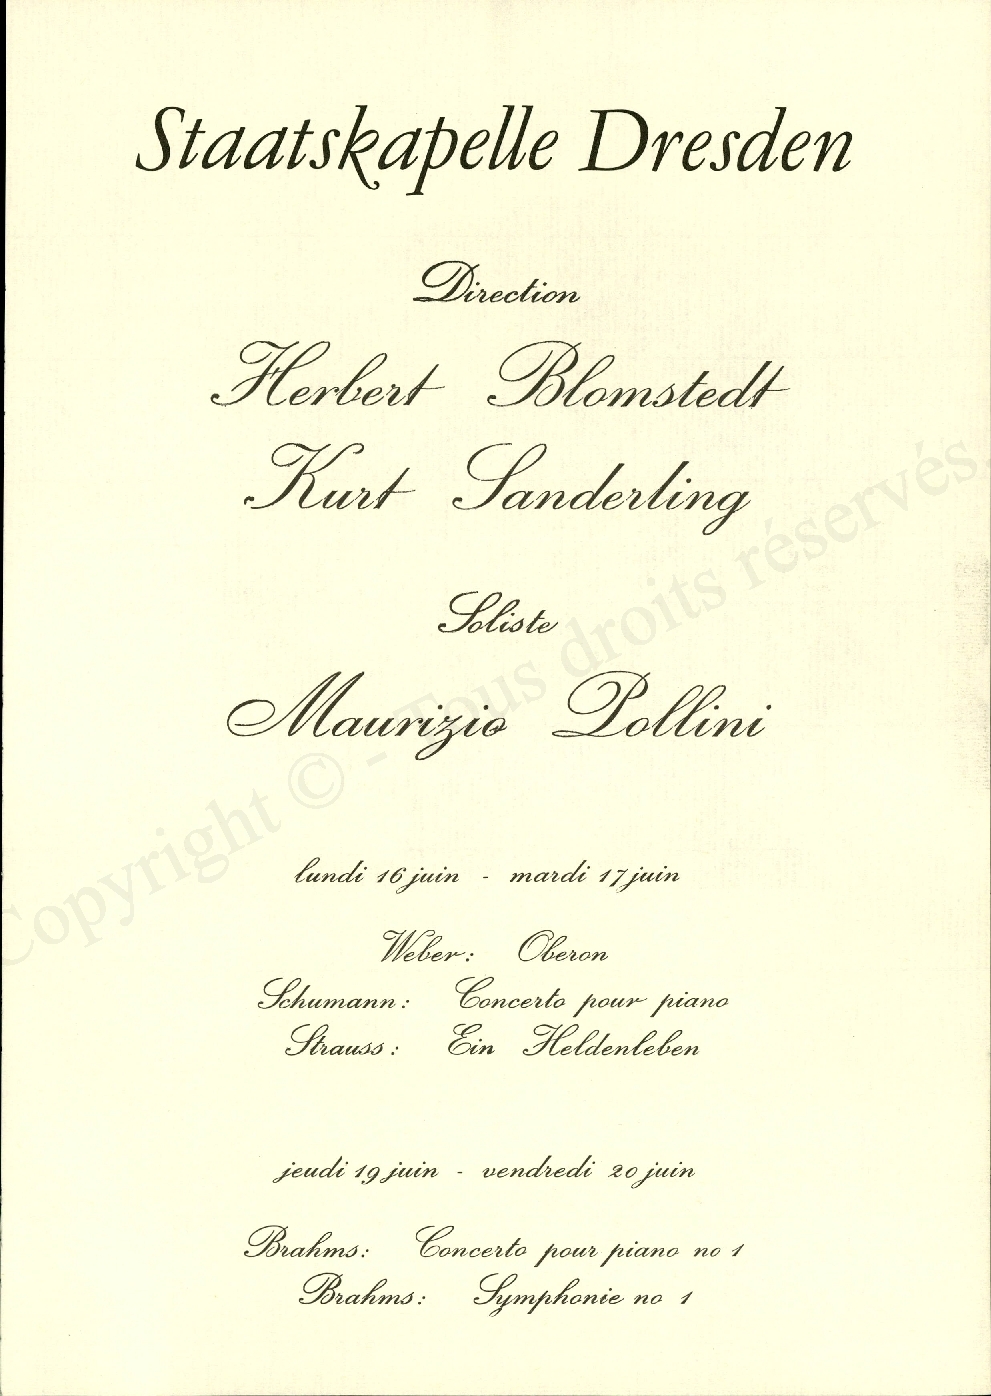 Staatskapelle Dresden
Direction
Herbert Blomstedt
Kurt Sanderling
Soliste
Maurizio Pollini
lundi 16 juin - mardi 17 juin
Weber: Oberon
Schumann: Concerto pour piano
Strauss: Ein Heldenleben
jeudi 19 juin - vendredi 20 juin
Brahms: Concerto pour piano no 1
Brahms: Symphonie no 1
Copyright © - Tous droits réservés.